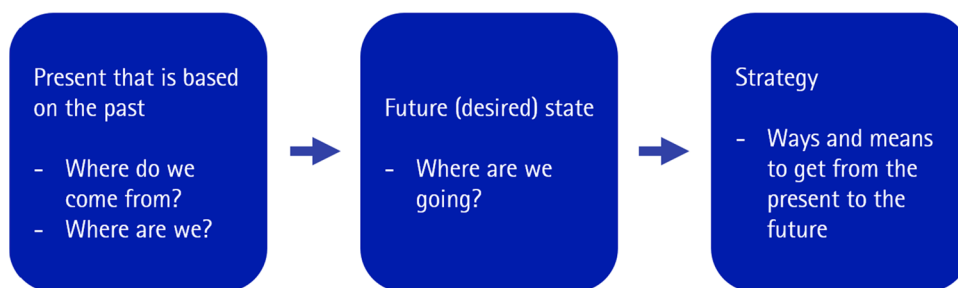 Present that is based
on the past
- Where do we
come from?
- Where are we?
Future (desired) state
- Where are we
going?
Strategy
- Ways and means
to get from the
present to the
future